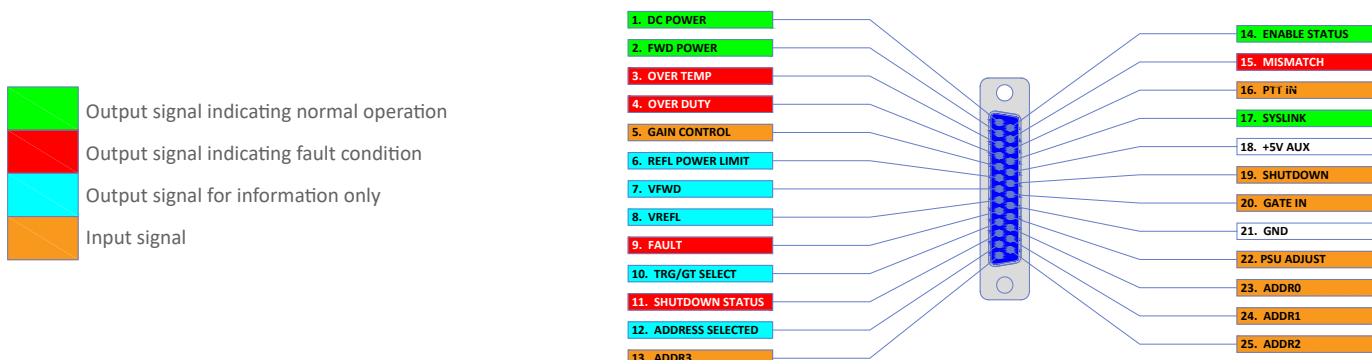 Output signal indicating normal operation
Output signal indicating fault condition
Output signal for information only
Input signal
1. DC POWER
2. FWD POWER
3. OVER TEMP
4. OVER DUTY
5. GAIN CONTROL
6. REFL POWER LIMIT
7. VFWD
8. VREFL
9. FAULT
10. TRG/GT SELECT
11. SHUTDOWN STATUS
12. ADDRESS SELECTED
13. ADDR3
14. ENABLE STATUS
15. MISMATCH
16. PTT IN
17. SYSLINK
18. +5V AUX
19. SHUTDOWN
20. GATE IN
21. GND
22. PSU ADJUST
23. ADDR0
24. ADDR1
25. ADDR2